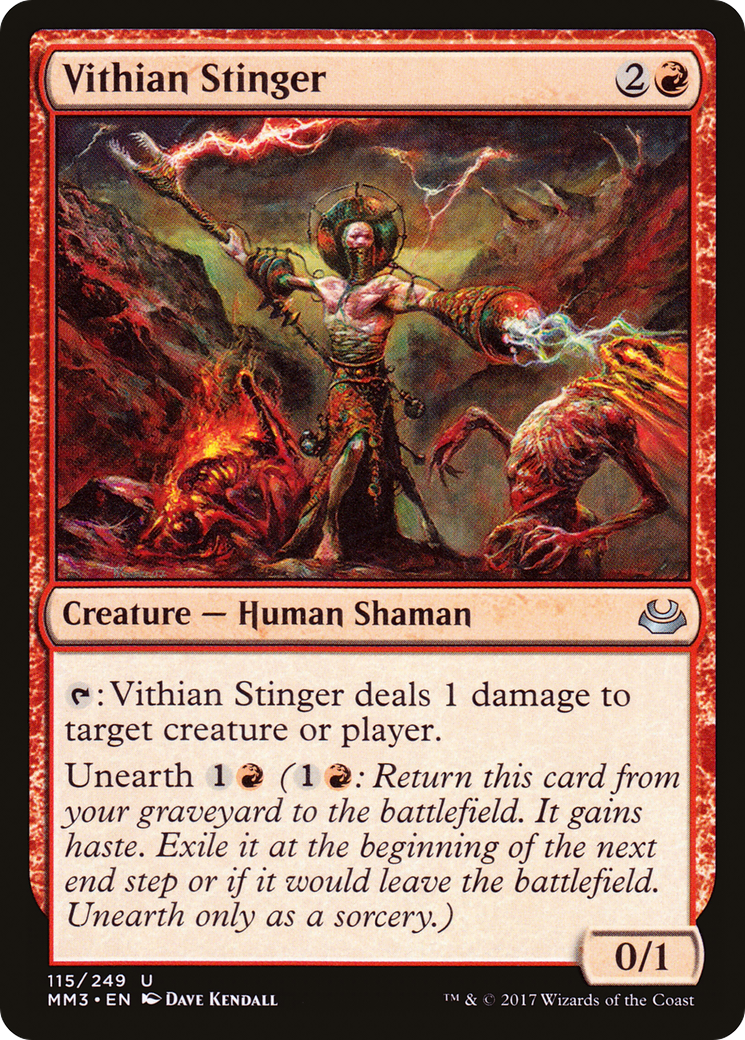 Vithian Stinger 2
Creature — Human Shaman
: Vithian Stinger deals 1 damage to
target creature or player.
Unearth 1 (1 : Return this card from
your graveyard to the battlefield. It gains
haste. Exile it at the beginning of the next
end step or if it would leave the battlefield.
Unearth only as a sorcery.)
0/1
115/249 U
MM3 • EN Dave Kendall
™ & © 2017 Wizards of the Coast